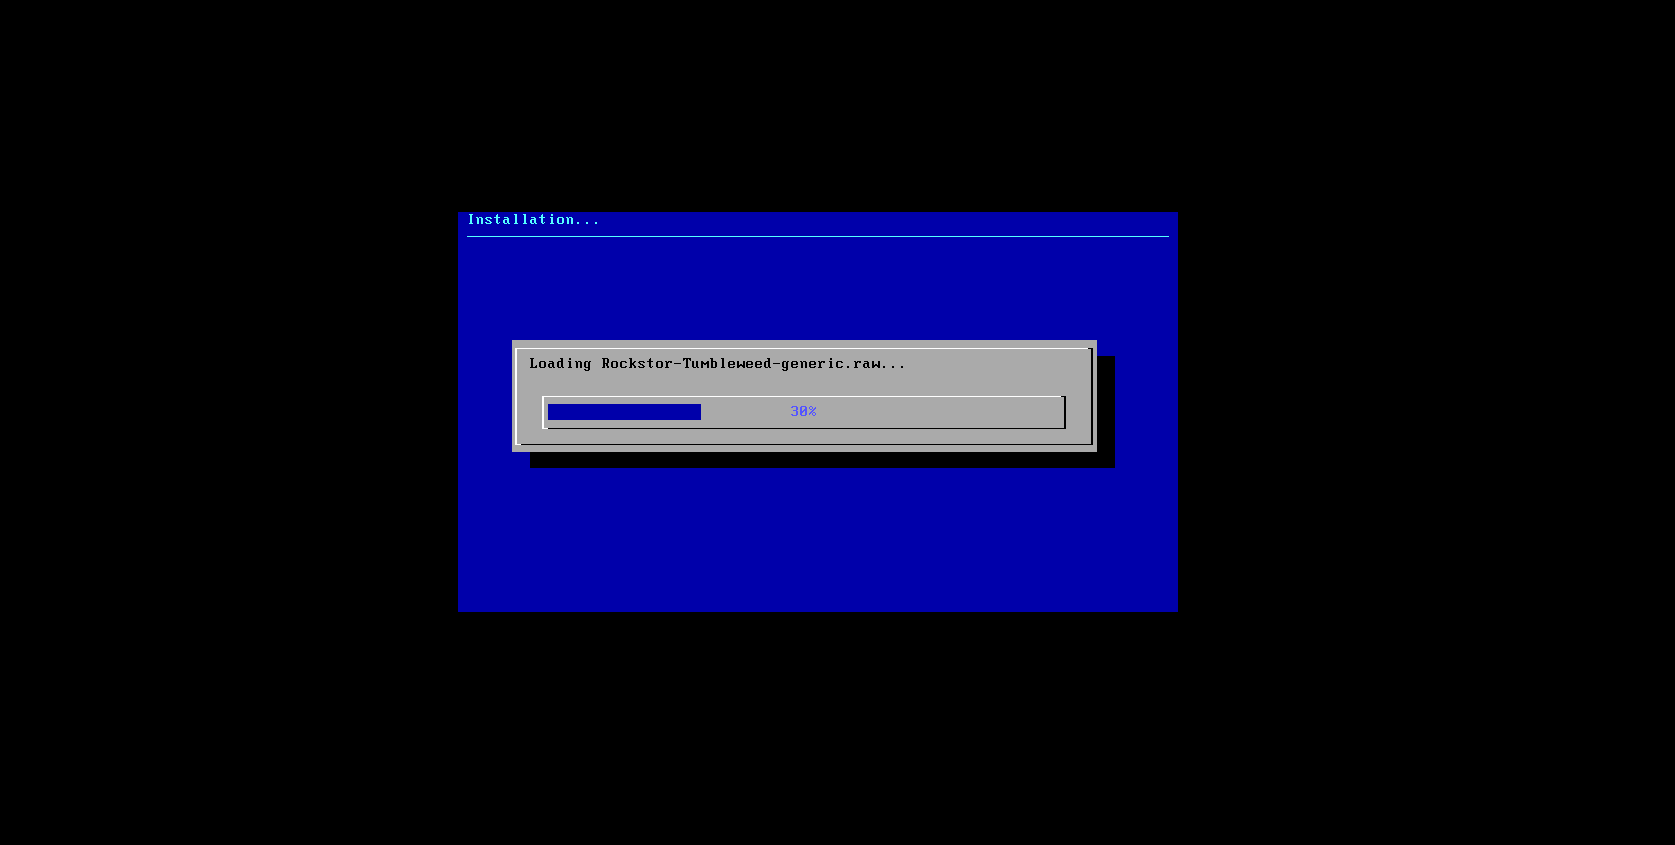 Installation...
Loading Rockstor-Tumbleweed-generic.raw...
30%